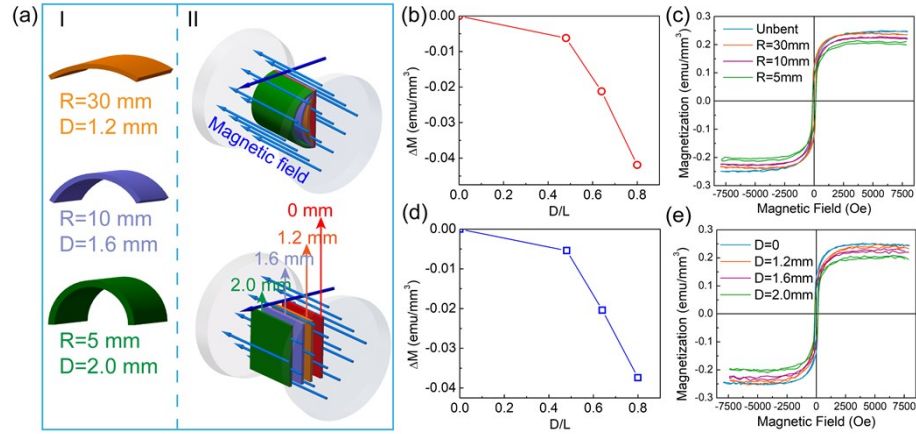 (a)
I
II
R=30 mm
D=1.2 mm
R=10 mm
D=1.6 mm
R=5 mm
D=2.0 mm
Magnetic field
0 mm
1.2 mm
1.6 mm
2.0 mm
(b)
0.00
-0.01
-0.02
-0.03
-0.04
ΔM (emu/mm³)
0.0 0.2 0.4 0.6 0.8
D/L
(c)
0.3
0.2
0.1
0.0
-0.1
-0.2
-0.3
Magnetization (emu/mm³)
Unbent
R=30mm
R=10mm
R=5mm
-7500 -5000 -2500 0 2500 5000 7500
Magnetic Field (Oe)
(d)
0.00
-0.01
-0.02
-0.03
-0.04
ΔM (emu/mm³)
0.0 0.2 0.4 0.6 0.8
D/L
(e)
0.3
0.2
0.1
0.0
-0.1
-0.2
-0.3
Magnetization (emu/mm³)
D=0
D=1.2mm
D=1.6mm
D=2.0mm
-7500 -5000 -2500 0 2500 5000 7500
Magnetic Field (Oe)